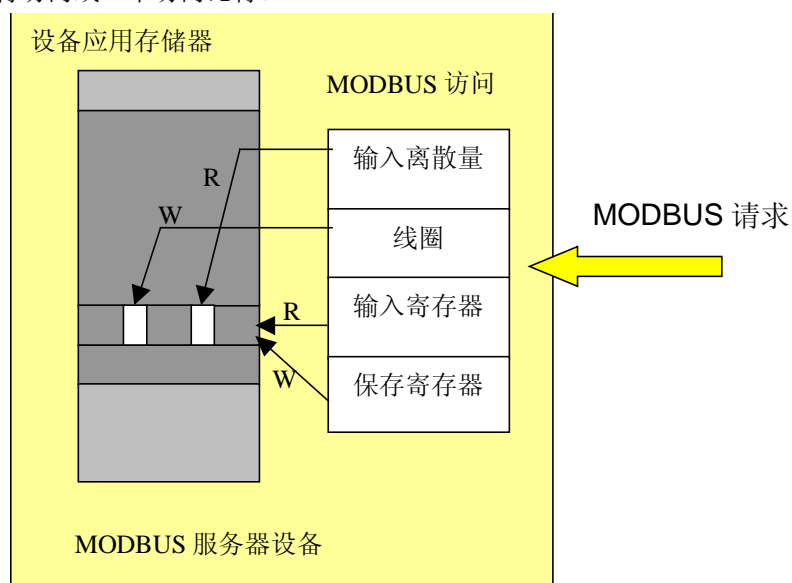 设备应用存储器
MODBUS 访问
输入离散量
R
W
线圈
MODBUS 请求
R
输入寄存器
W
保存寄存器
MODBUS 服务器设备